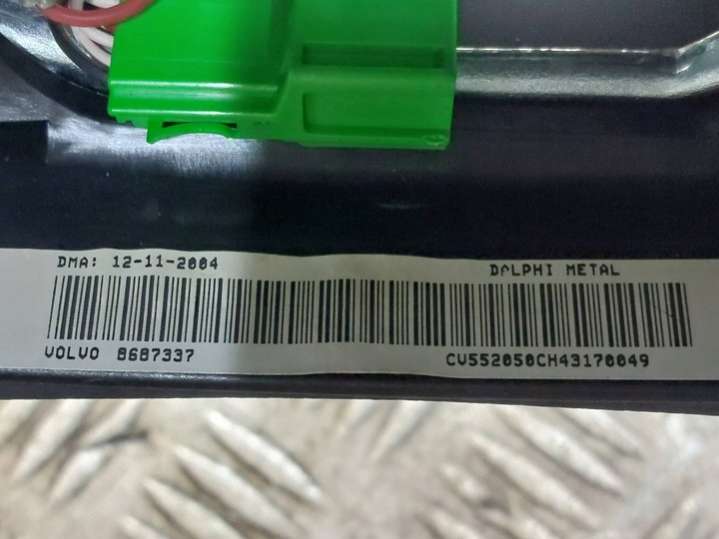 DMA: 12-11-2004
DALPHI METAL
VOLVO 8687337
CV552050CH43170049